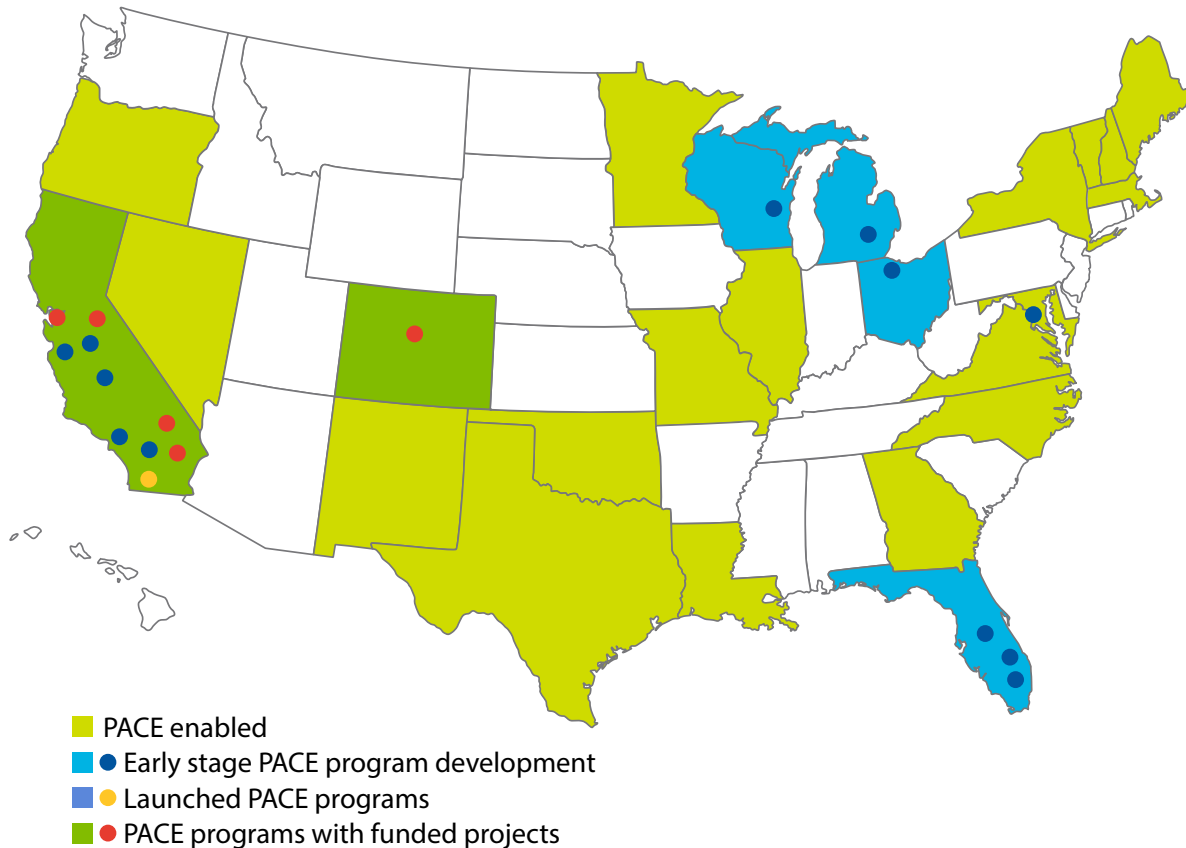 PACE enabled
Early stage PACE program development
Launched PACE programs
PACE programs with funded projects